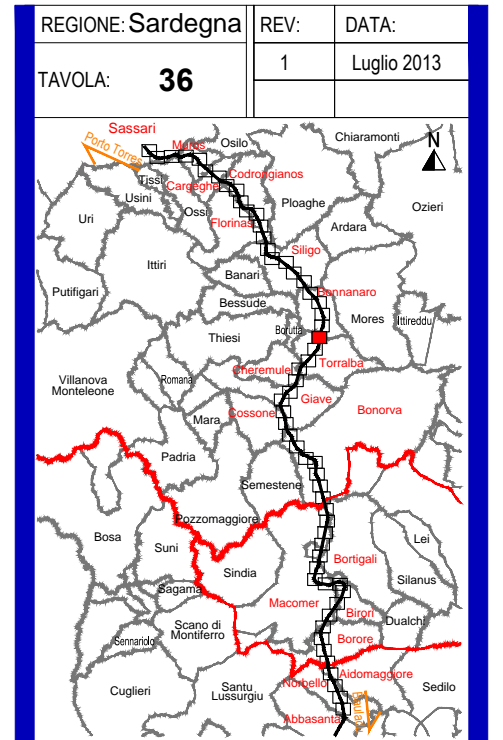 REGIONE: Sardegna
REV:
DATA:
TAVOLA: 36
1
Luglio 2013
Sassari
Porto Torres
Muros
Osilo
Chiaramonti
N
Tissi
Cargeghe
Codrongianos
Usini
Ossi
Ploaghe
Ozieri
Uri
Florinas
Ardara
Siligo
Ittiri
Banari
Putifigari
Bonnanaro
Bessude
Mores
Ittireddu
Thiesi
Borutta
Torralba
Cheremule
Villanova
Monteleone
Romana
Giave
Cossone
Bonorva
Mara
Padria
Semestene
Pozzomaggiore
Bosa
Suni
Lei
Bortigali
Sindia
Silanus
Sagama
Macomer
Birori
Dualchi
Scano di
Montiferro
Sennariolo
Borore
Aidomaggiore
Norbello
Cuglieri
Santu
Lussurgiu
Sedilo
Abbasanta